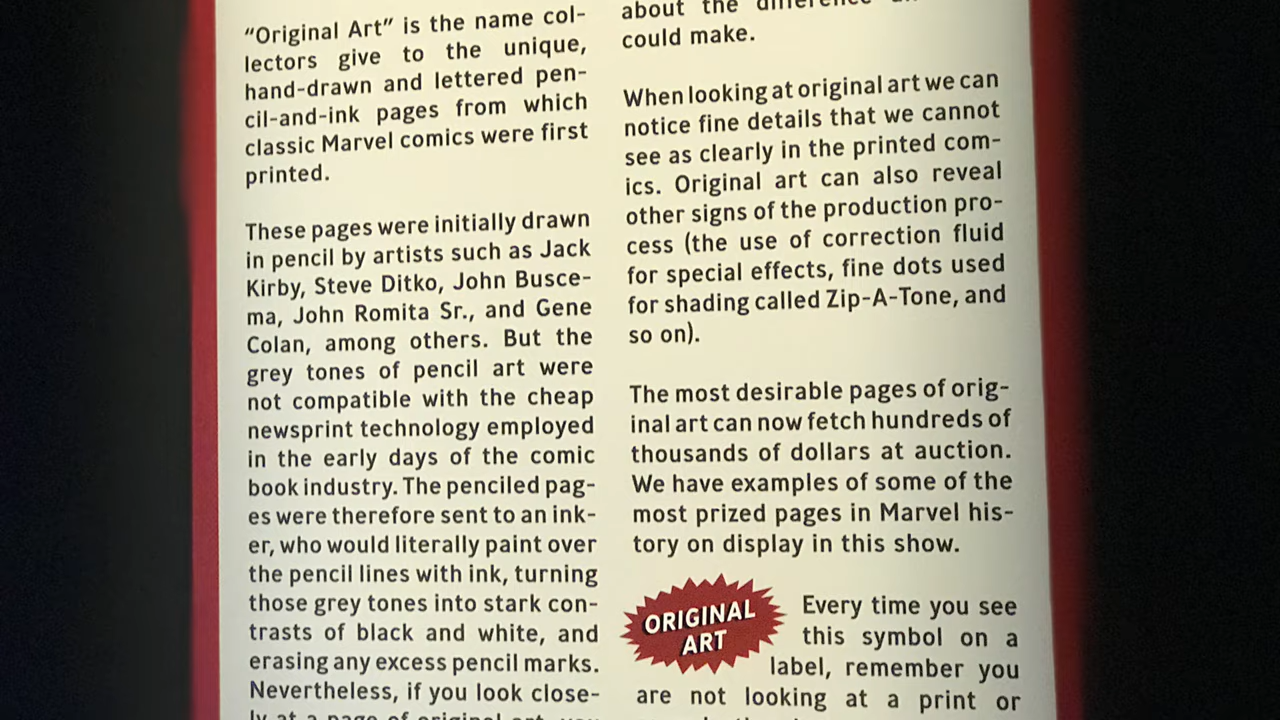 “Original Art” is the name col-
lectors give to the unique,
hand-drawn and lettered pen-
cil-and-ink pages from which
classic Marvel comics were first
printed.
These pages were initially drawn
in pencil by artists such as Jack
Kirby, Steve Ditko, John Busce-
ma, John Romita Sr., and Gene
Colan, among others. But the
grey tones of pencil art were
not compatible with the cheap
newsprint technology employed
in the early days of the comic
book industry. The penciled pag-
es were therefore sent to an ink-
er, who would literally paint over
the pencil lines with ink, turning
those grey tones into stark con-
trasts of black and white, and
erasing any excess pencil marks.
Nevertheless, if you look close-
ly at a page of original art, you
about the difference
could make.
When looking at original art we can
notice fine details that we cannot
see as clearly in the printed com-
ics. Original art can also reveal
other signs of the production pro-
cess (the use of correction fluid
for special effects, fine dots used
for shading called Zip-A-Tone, and
so on).
The most desirable pages of orig-
inal art can now fetch hundreds of
thousands of dollars at auction.
We have examples of some of the
most prized pages in Marvel his-
tory on display in this show.
ORIGINAL
ART
Every time you see
this symbol on a
label, remember you
are not looking at a print or